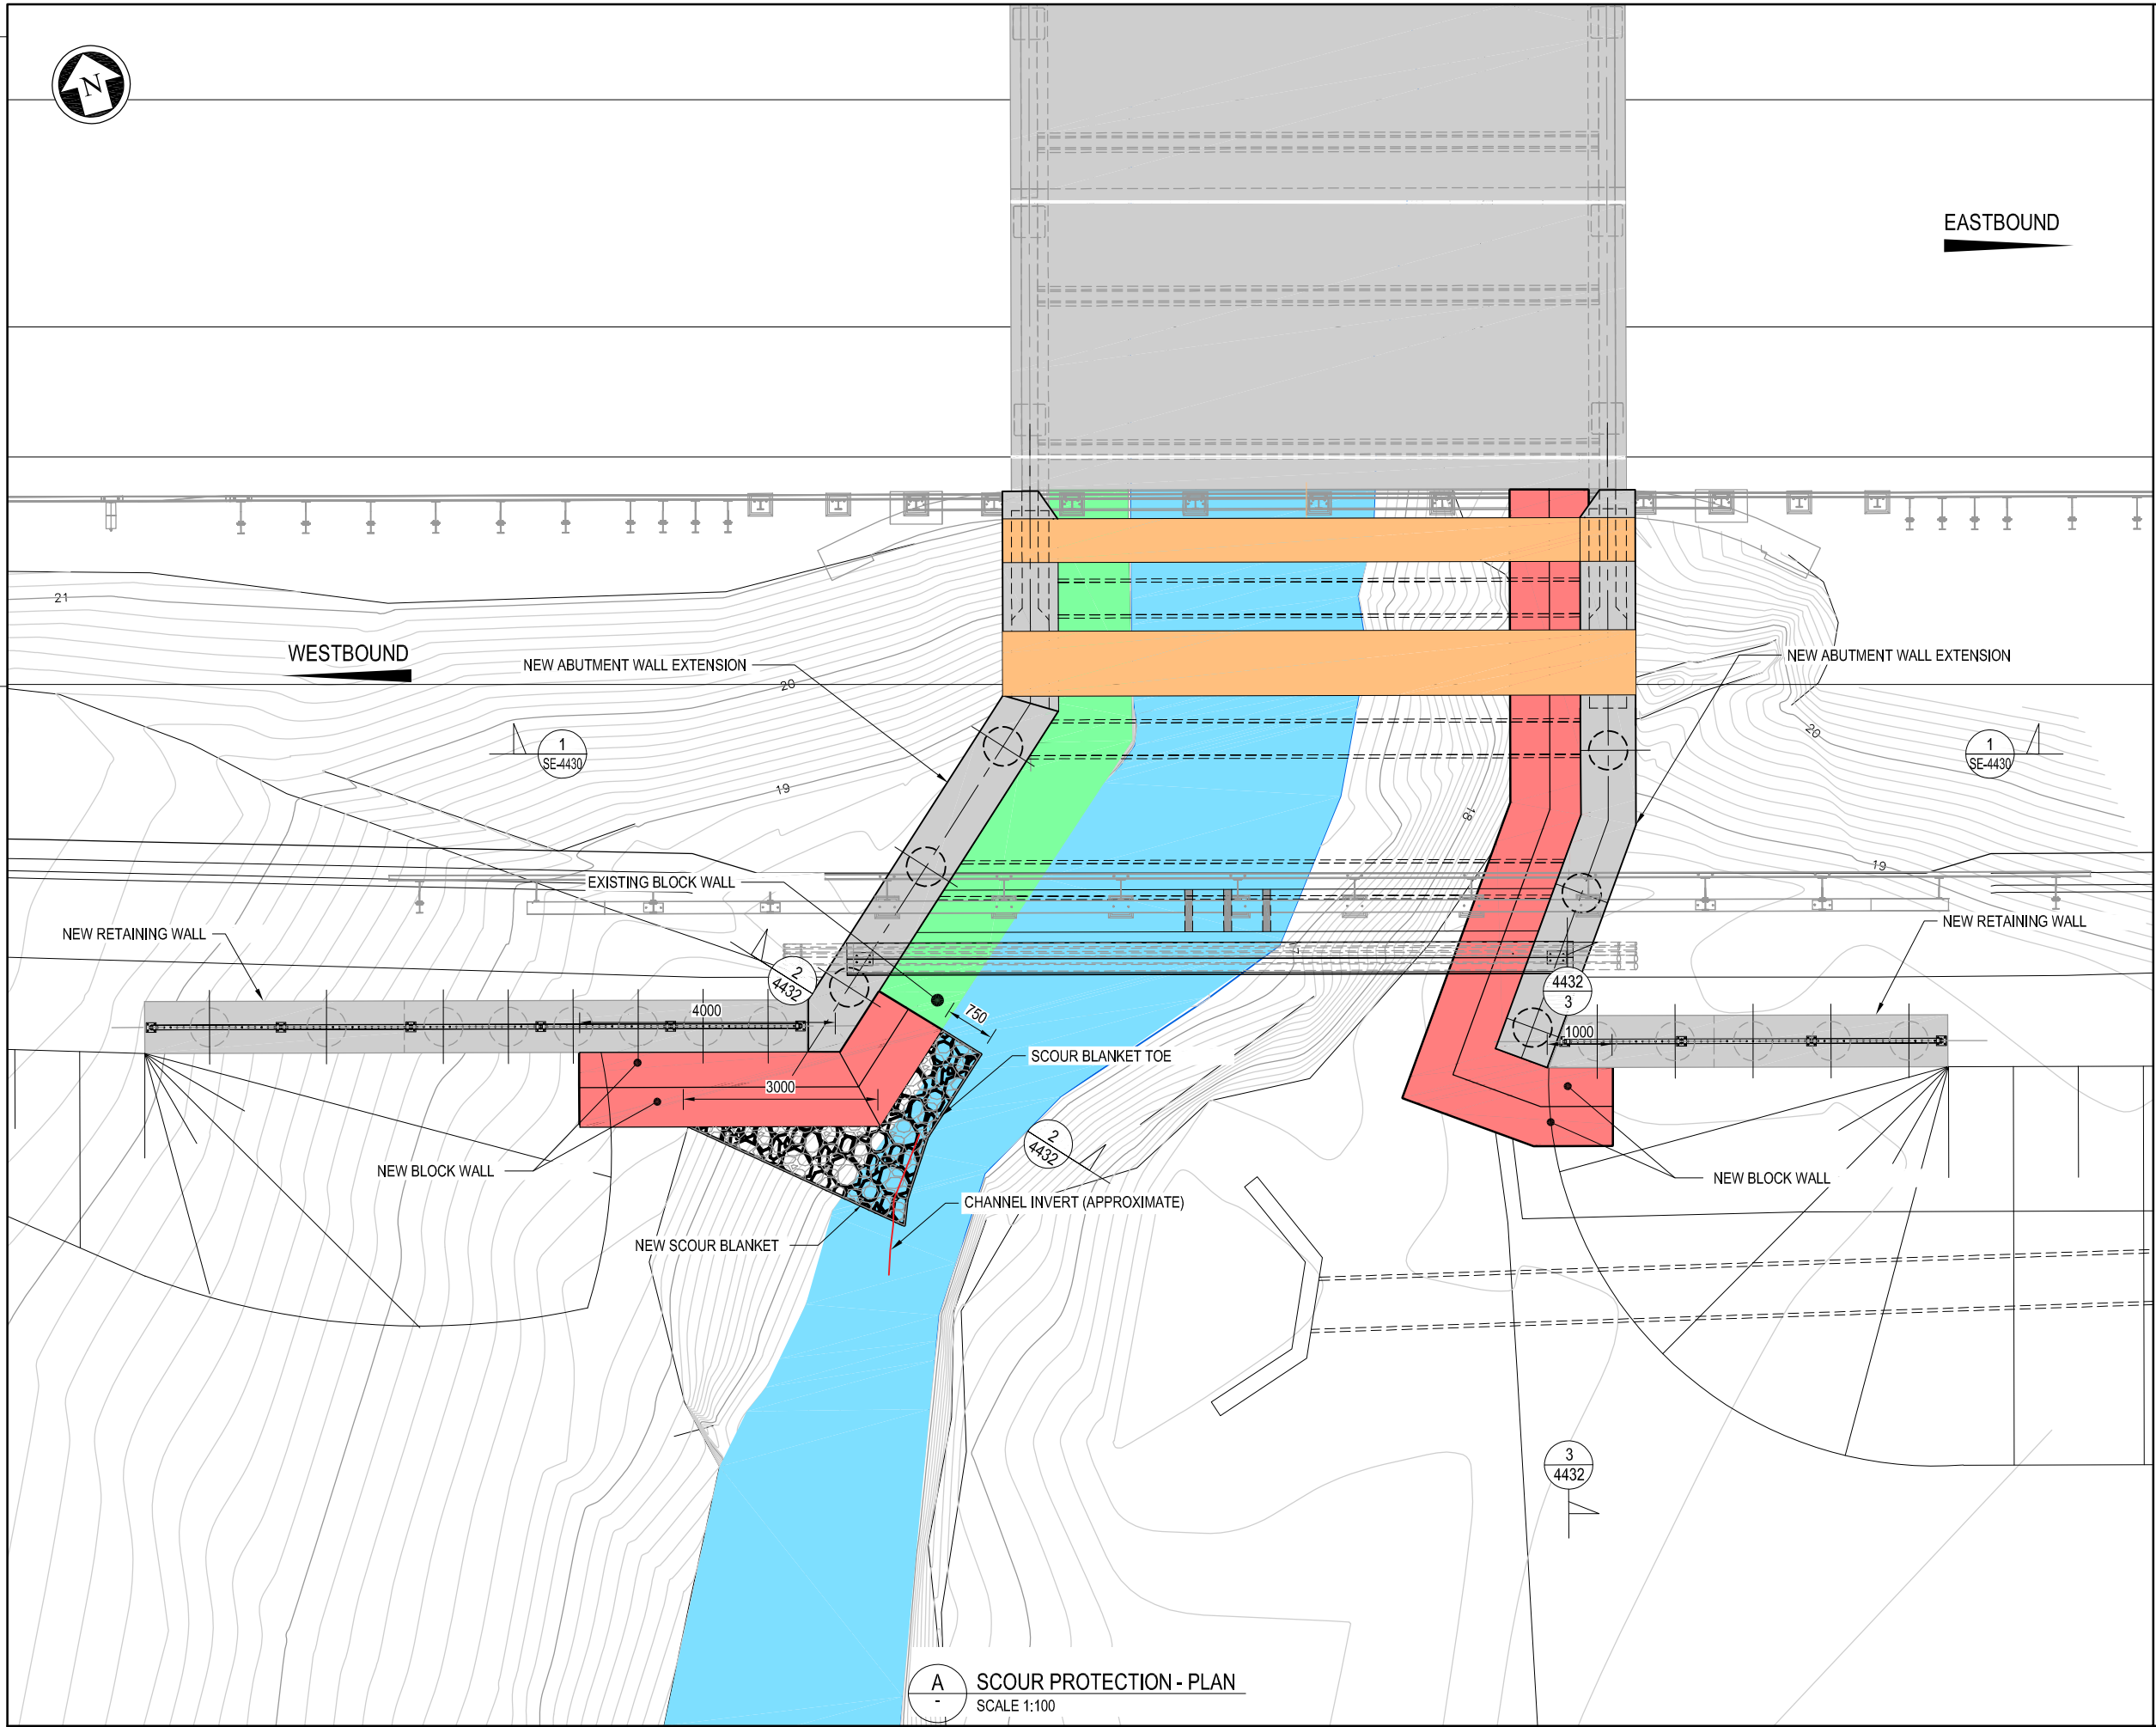 N
EASTBOUND
21
WESTBOUND
NEW ABUTMENT WALL EXTENSION
20
NEW ABUTMENT WALL EXTENSION
20
1
SE-4430
1
SE-4430
19
18
19
EXISTING BLOCK WALL
NEW RETAINING WALL
NEW RETAINING WALL
2
4432
4432
3
4000
750
1000
SCOUR BLANKET TOE
3000
2
4432
NEW BLOCK WALL
NEW BLOCK WALL
CHANNEL INVERT (APPROXIMATE)
NEW SCOUR BLANKET
3
4432
A
-
SCOUR PROTECTION - PLAN
SCALE 1:100